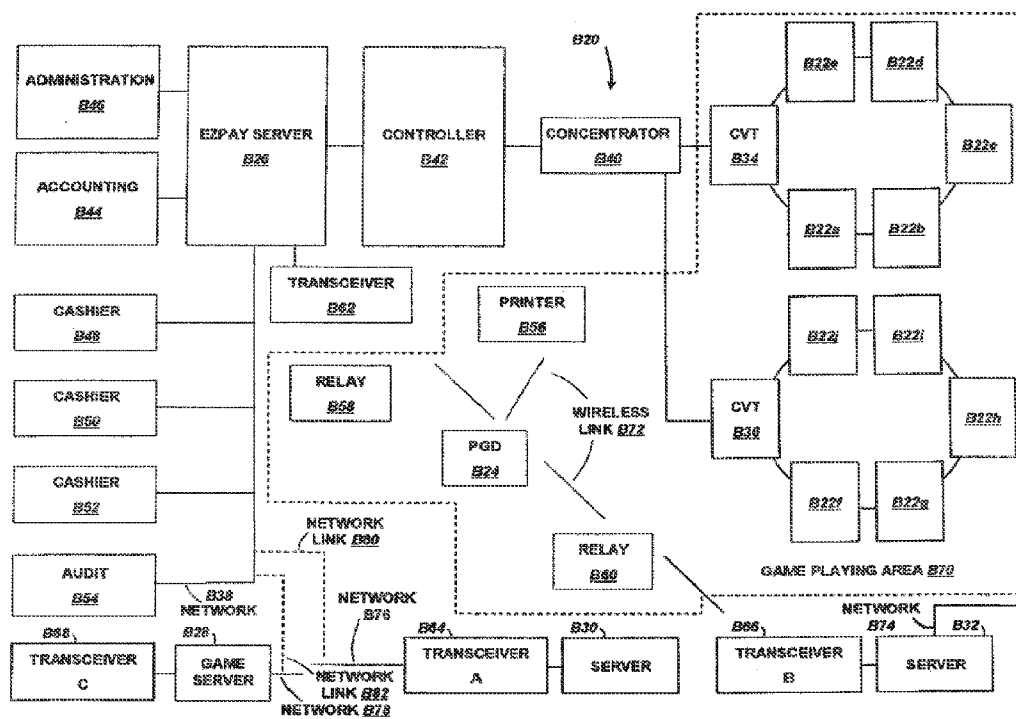 B20
ADMINISTRATION
B46
EZPAY SERVER
B26
CONTROLLER
B42
CONCENTRATOR
B40
ACCOUNTING
B44
CVT
B34
B22e
B22d
B22c
B22a
B22b
TRANSCEIVER
B62
PRINTER
B56
CASHIER
B48
RELAY
B58
WIRELESS
LINK B72
PGD
B24
CVT
B36
B22j
B22i
B22h
B22f
B22g
CASHIER
B50
CASHIER
B52
NETWORK
LINK B80
RELAY
B60
GAME PLAYING AREA B70
AUDIT
B54
B38
NETWORK
NETWORK
B76
NETWORK
B74
B68
TRANSCEIVER
C
B28
GAME
SERVER
NETWORK
LINK B82
NETWORK B78
B64
TRANSCEIVER
A
B30
SERVER
B66
TRANSCEIVER
B
B32
SERVER